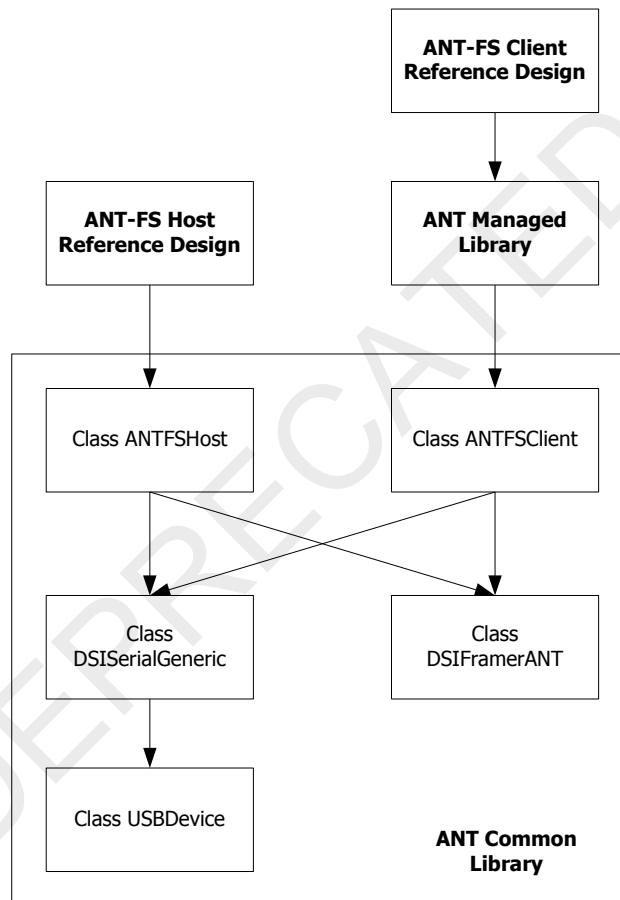 ANT-FS Client
Reference Design
ANT-FS Host
Reference Design
ANT Managed
Library
Class ANTFSHost
Class ANTFSClient
Class
DSISerialGeneric
Class
DSIFramerANT
Class USBDevice
ANT Common
Library
DEPRECATED